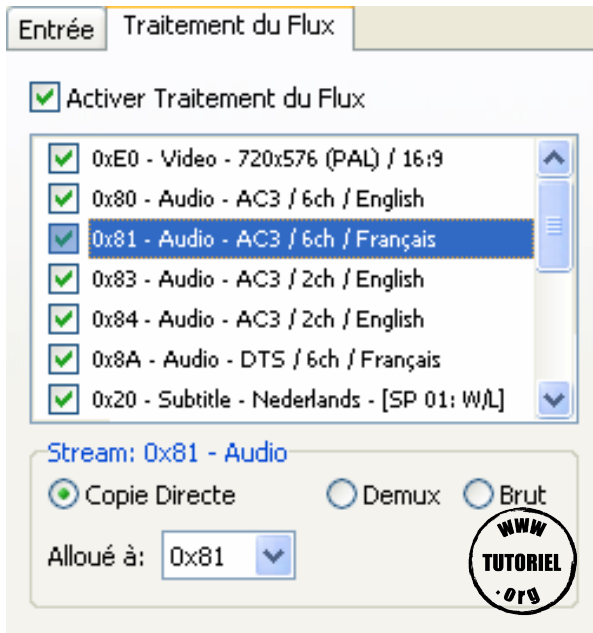 Entrée
Traitement du Flux
Activer Traitement du Flux
0xE0 - Video - 720x576 (PAL) / 16:9
0x80 - Audio - AC3 / 6ch / English
0x81 - Audio - AC3 / 6ch / Français
0x83 - Audio - AC3 / 2ch / English
0x84 - Audio - AC3 / 2ch / English
0x8A - Audio - DTS / 6ch / Français
0x20 - Subtitle - Nederlands - [SP 01: W/L]
Stream: 0x81 - Audio
Copie Directe
Demux
Brut
Alloué à: 0x81
WWW
TUTORIEL
.org